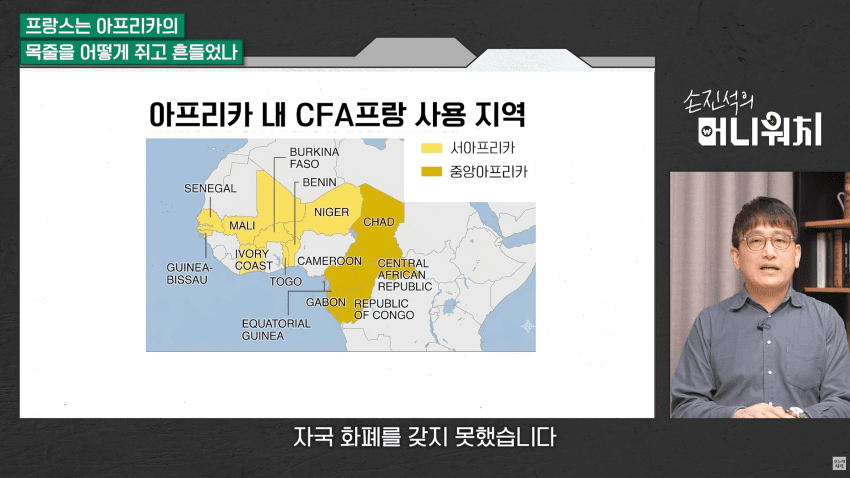 프랑스는 아프리카의
목줄을 어떻게 쥐고 흔들었나
아프리카 내 CFA프랑 사용 지역
서아프리카
중앙아프리카
BURKINA
FASO
BENIN
SENEGAL
MALI
NIGER
CHAD
IVORY
COAST
GUINEA-
BISSAU
TOGO
CAMEROON
CENTRAL
AFRICAN
REPUBLIC
GABON
REPUBLIC
OF CONGO
EQUATORIAL
GUINEA
손진석의
머니워치
자국 화폐를 갖지 못했습니다